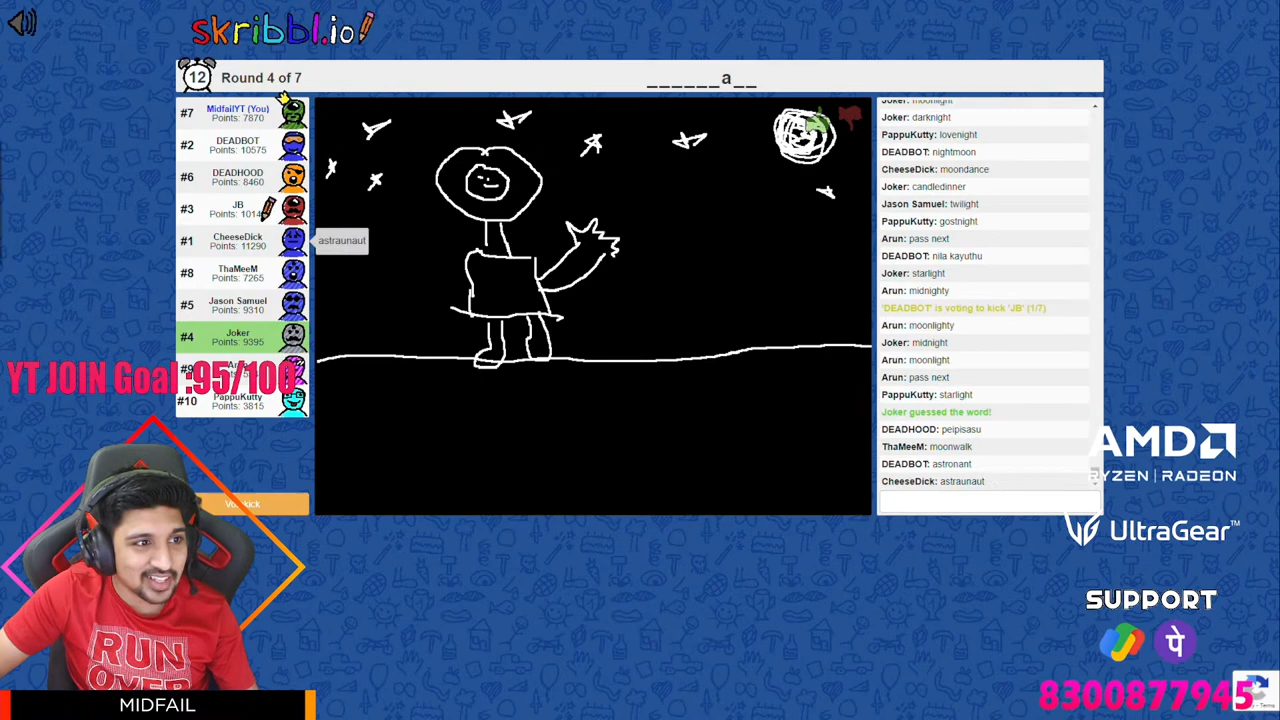 skribbl.io
12
Round 4 of 7
______a__
#7
MidfailYT (You)
Points: 7870
#2
DEADBOT
Points: 10575
#6
DEADHOOD
Points: 8460
#3
JB
#1
CheeseDick
Points: 11290
astraunaut
#8
ThaMeeM
Points: 7265
#5
Jason Samuel
Points: 9310
#4
Joker
Points: 9395
YT JOIN Goal :95/100
#10
PappuKutty
Points: 3815
Joker: moonlight
Joker: darknight
PappuKutty: lovenight
DEADBOT: nightmoon
CheeseDick: moondance
Joker: candledinner
Jason Samuel: twilight
PappuKutty: gostnight
Arun: pass next
DEADBOT: nila kayuthu
Joker: starlight
Arun: midnighty
'DEADBOT' is voting to kick 'JB' (1/7)
Arun: moonlighty
Joker: midnight
Arun: moonlight
Arun: pass next
PappuKutty: starlight
Joker guessed the word!
DEADHOOD: peipisasu
ThaMeeM: moonwalk
DEADBOT: astronant
CheeseDick: astraunaut
AMD
RYZEN | RADEON
UltraGear™
SUPPORT
पे
8300877945
RUN
OVER
MIDFAIL